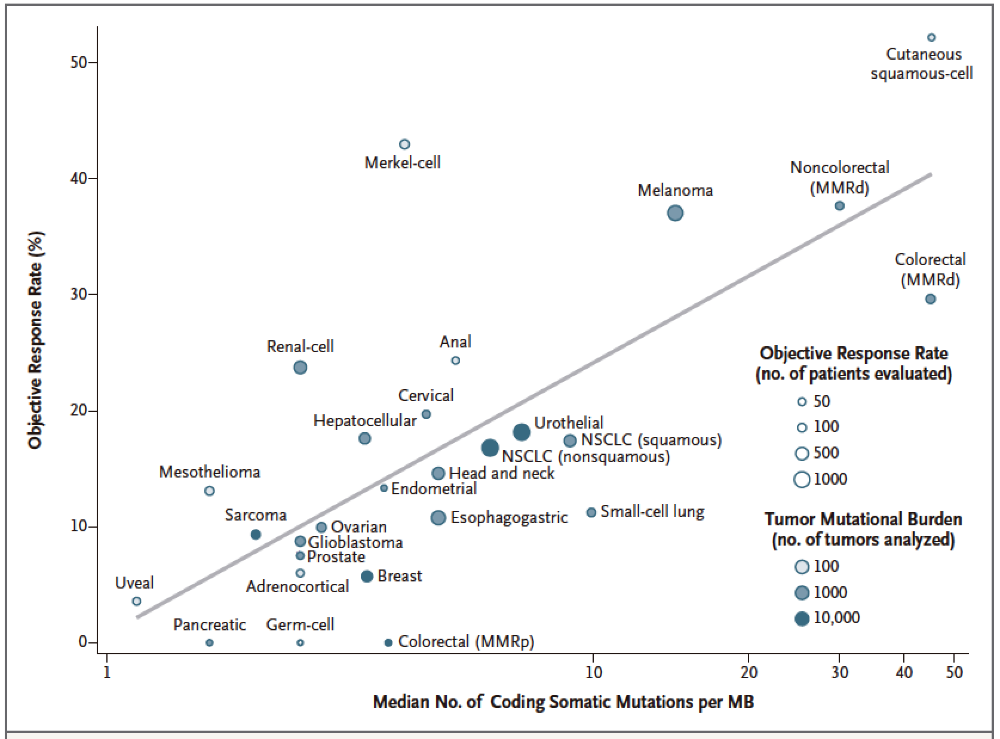 50
40
30
20
10
0
Objective Response Rate (%)
Cutaneous
squamous-cell
Merkel-cell
Noncolorectal
(MMRd)
Melanoma
Colorectal
(MMRd)
Renal-cell
Anal
Cervical
Hepatocellular
Urothelial
NSCLC (squamous)
NSCLC (nonsquamous)
Mesothelioma
Head and neck
Endometrial
Sarcoma
Esophagogastric
Small-cell lung
Ovarian
Glioblastoma
Prostate
Adrenocortical
Breast
Uveal
Pancreatic
Germ-cell
Colorectal (MMRp)
Objective Response Rate
(no. of patients evaluated)
50
100
500
1000
Tumor Mutational Burden
(no. of tumors analyzed)
100
1000
10,000
1
10
20
30
40
50
Median No. of Coding Somatic Mutations per MB